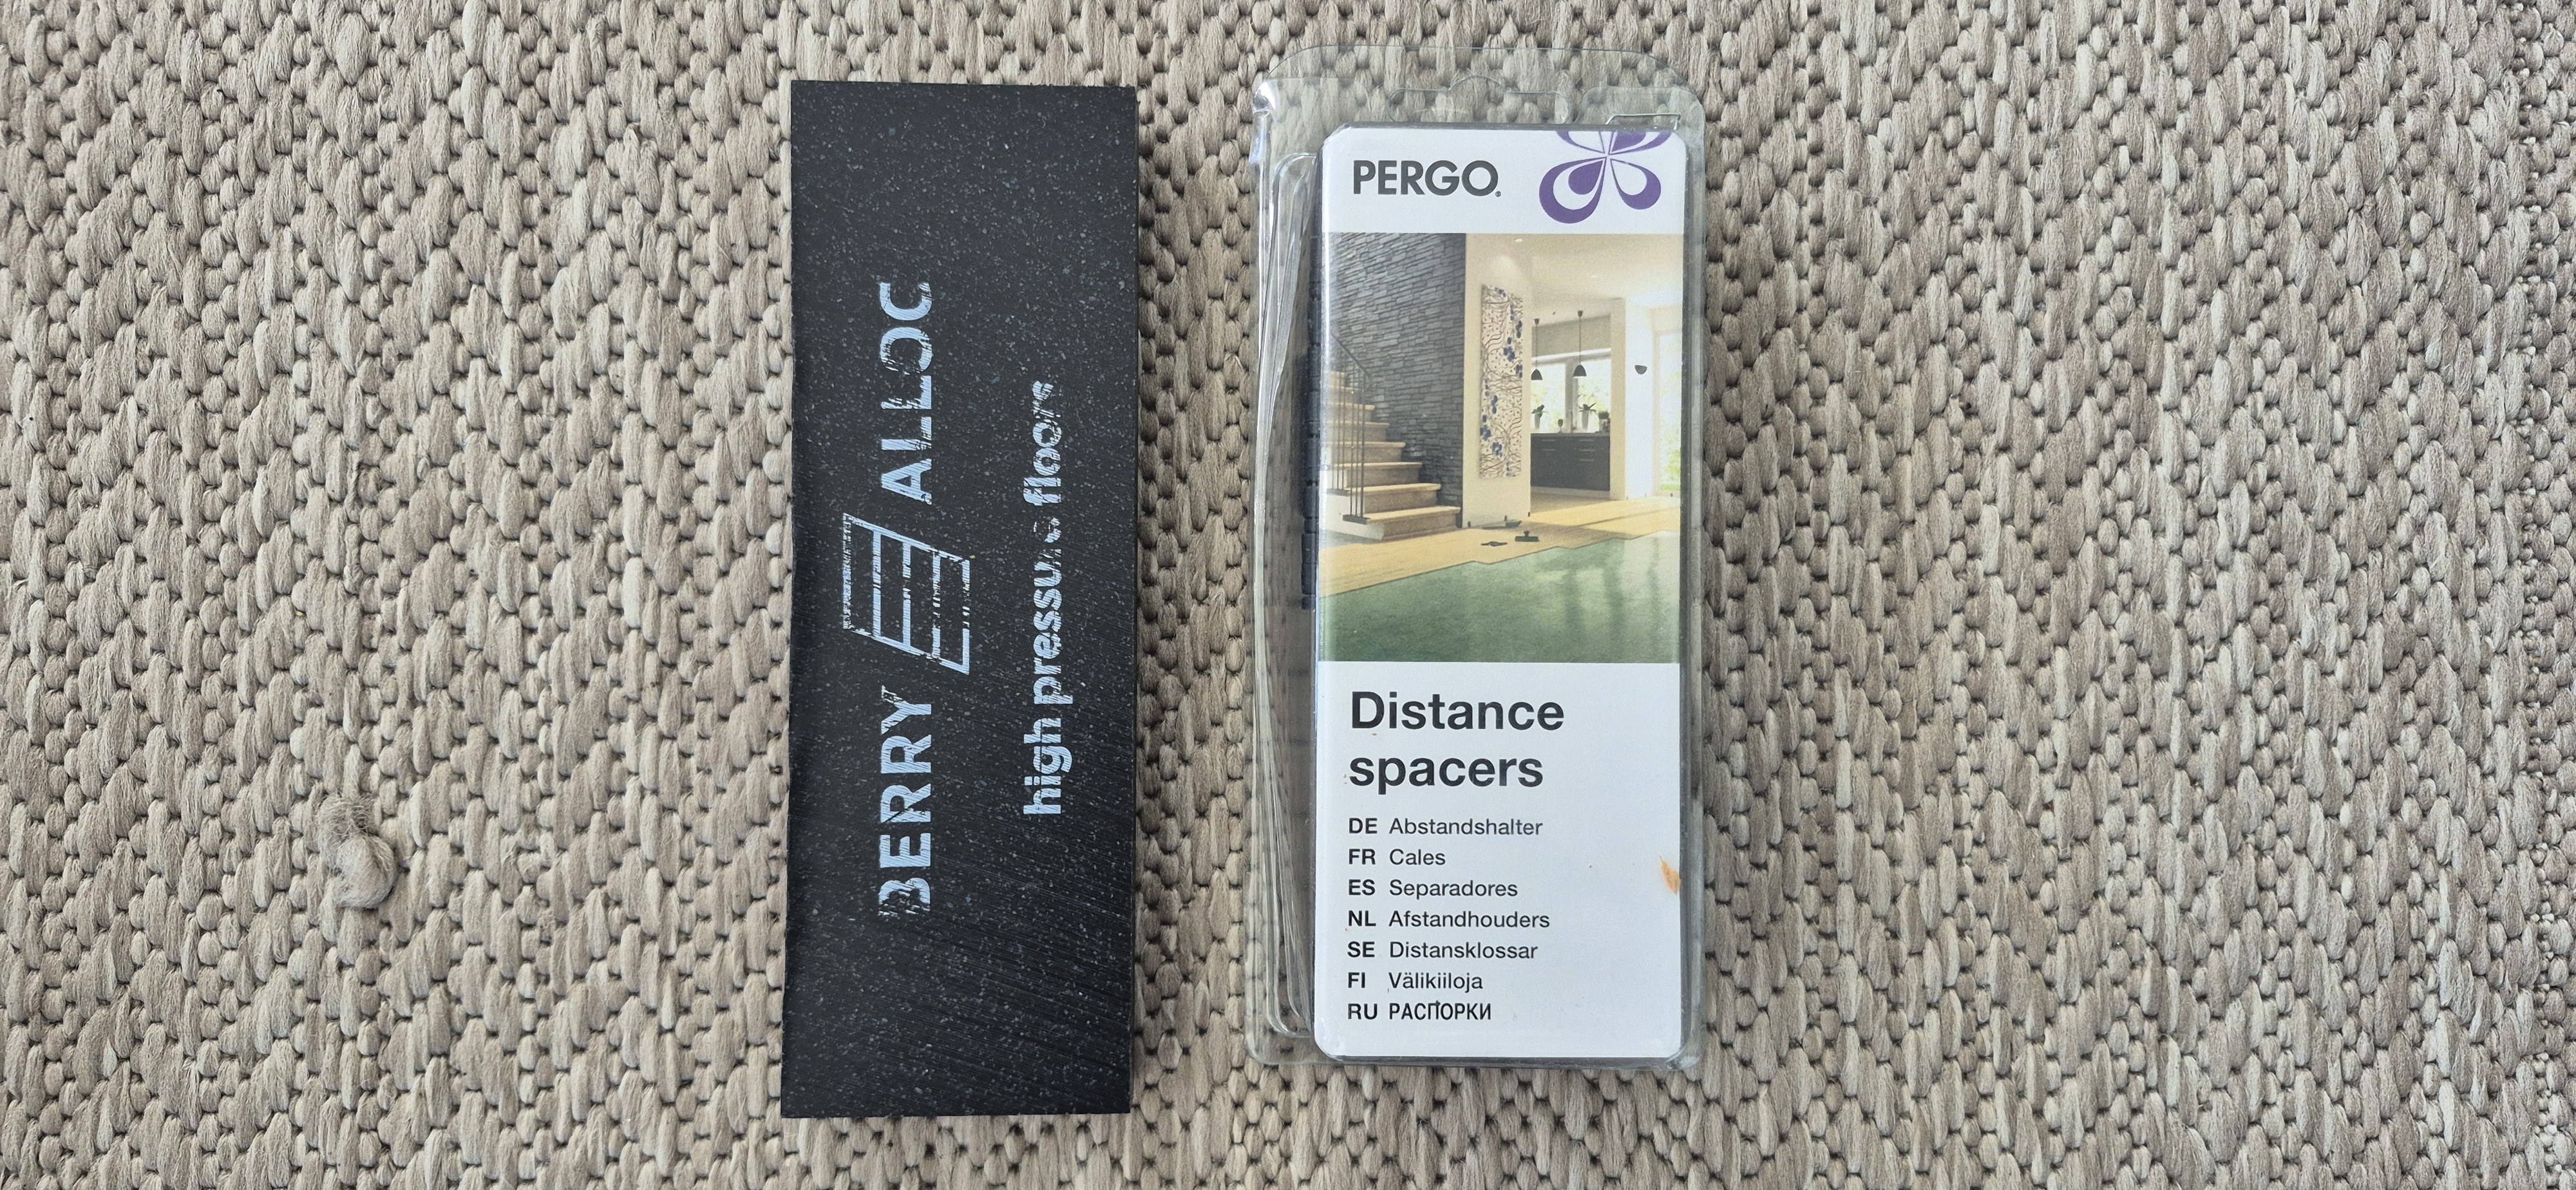 BERRY ALLOC
high pressure floors
PERGO®
Distance
spacers
DE Abstandshalter
FR Cales
ES Separadores
NL Afstandhouders
SE Distansklossar
FI Välikiiloja
RU РАСПОРКИ